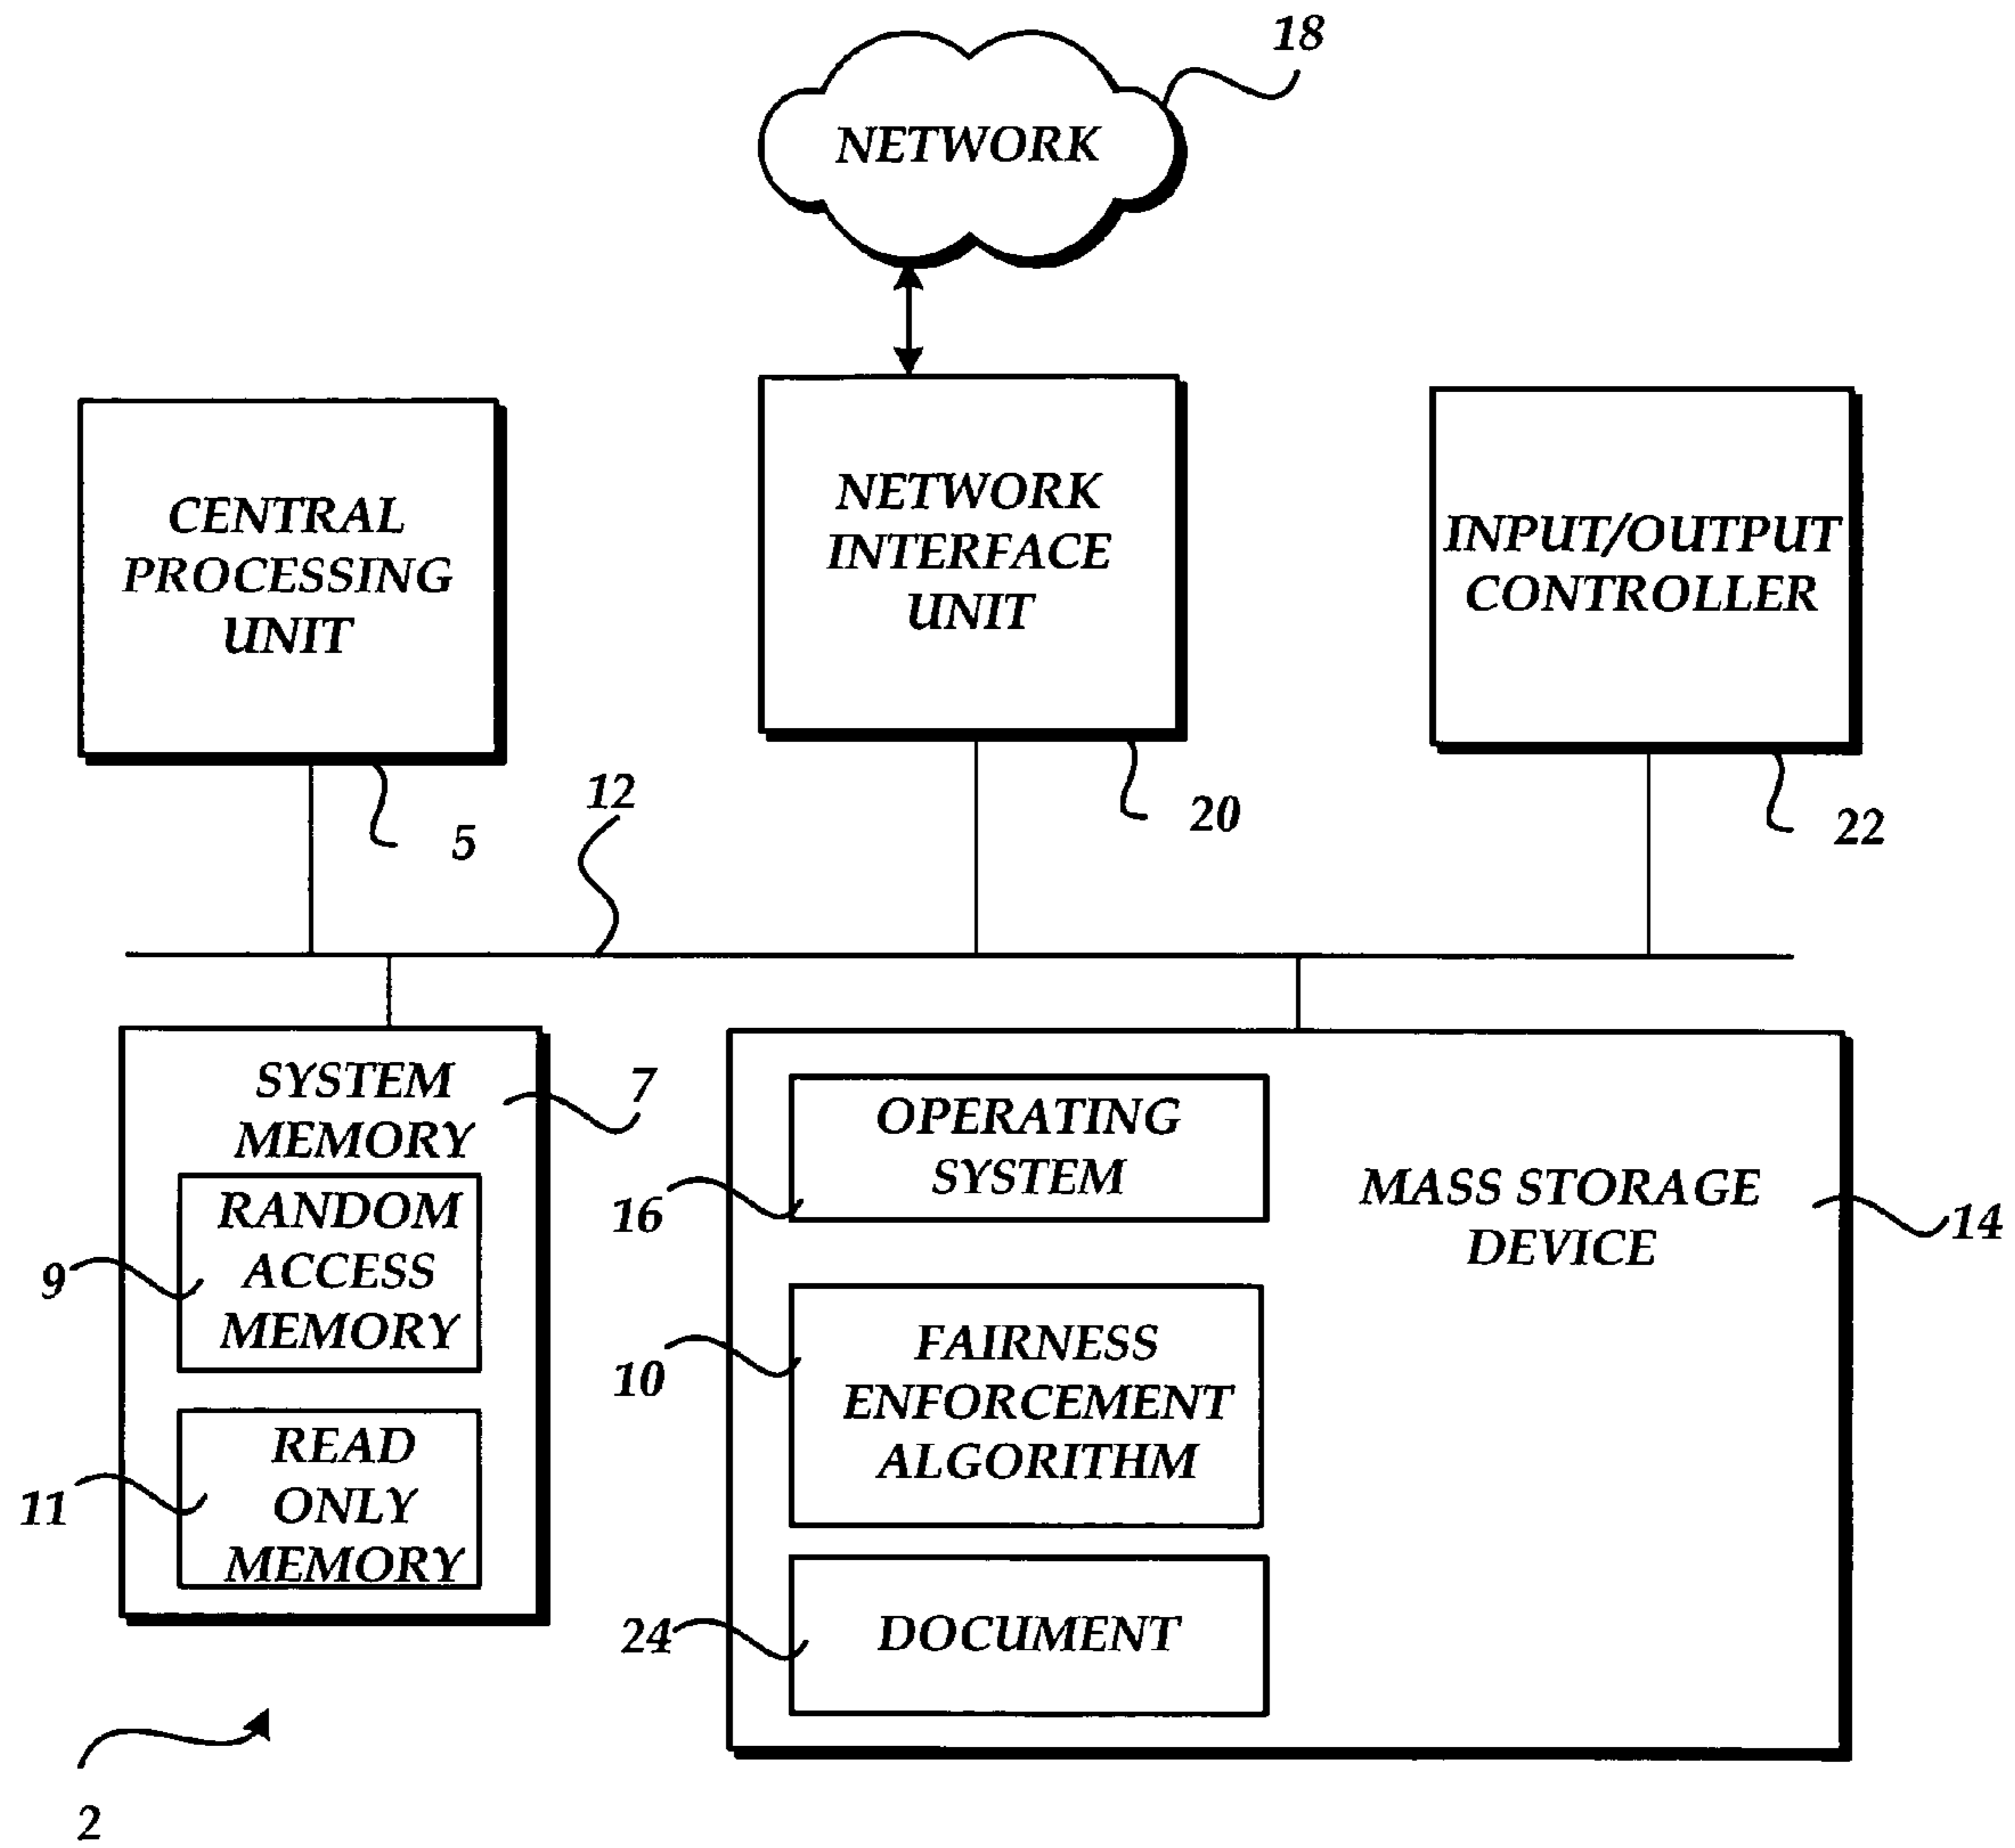 18
NETWORK
CENTRAL
PROCESSING
UNIT
NETWORK
INTERFACE
UNIT
INPUT/OUTPUT
CONTROLLER
12
5
20
22
SYSTEM
MEMORY
7
RANDOM
ACCESS
MEMORY
9
READ
ONLY
MEMORY
11
OPERATING
SYSTEM
16
MASS STORAGE
DEVICE
14
FAIRNESS
ENFORCEMENT
ALGORITHM
10
DOCUMENT
24
2